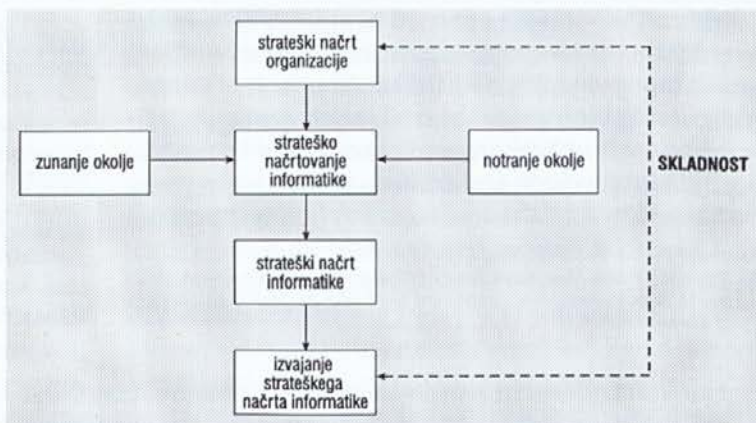 strateški načrt
organizacije
zunanje okolje
strateško
načrtovanje
informatike
notranje okolje
SKLADNOST
strateški načrt
informatike
izvajanje
strateškega
načrta informatike